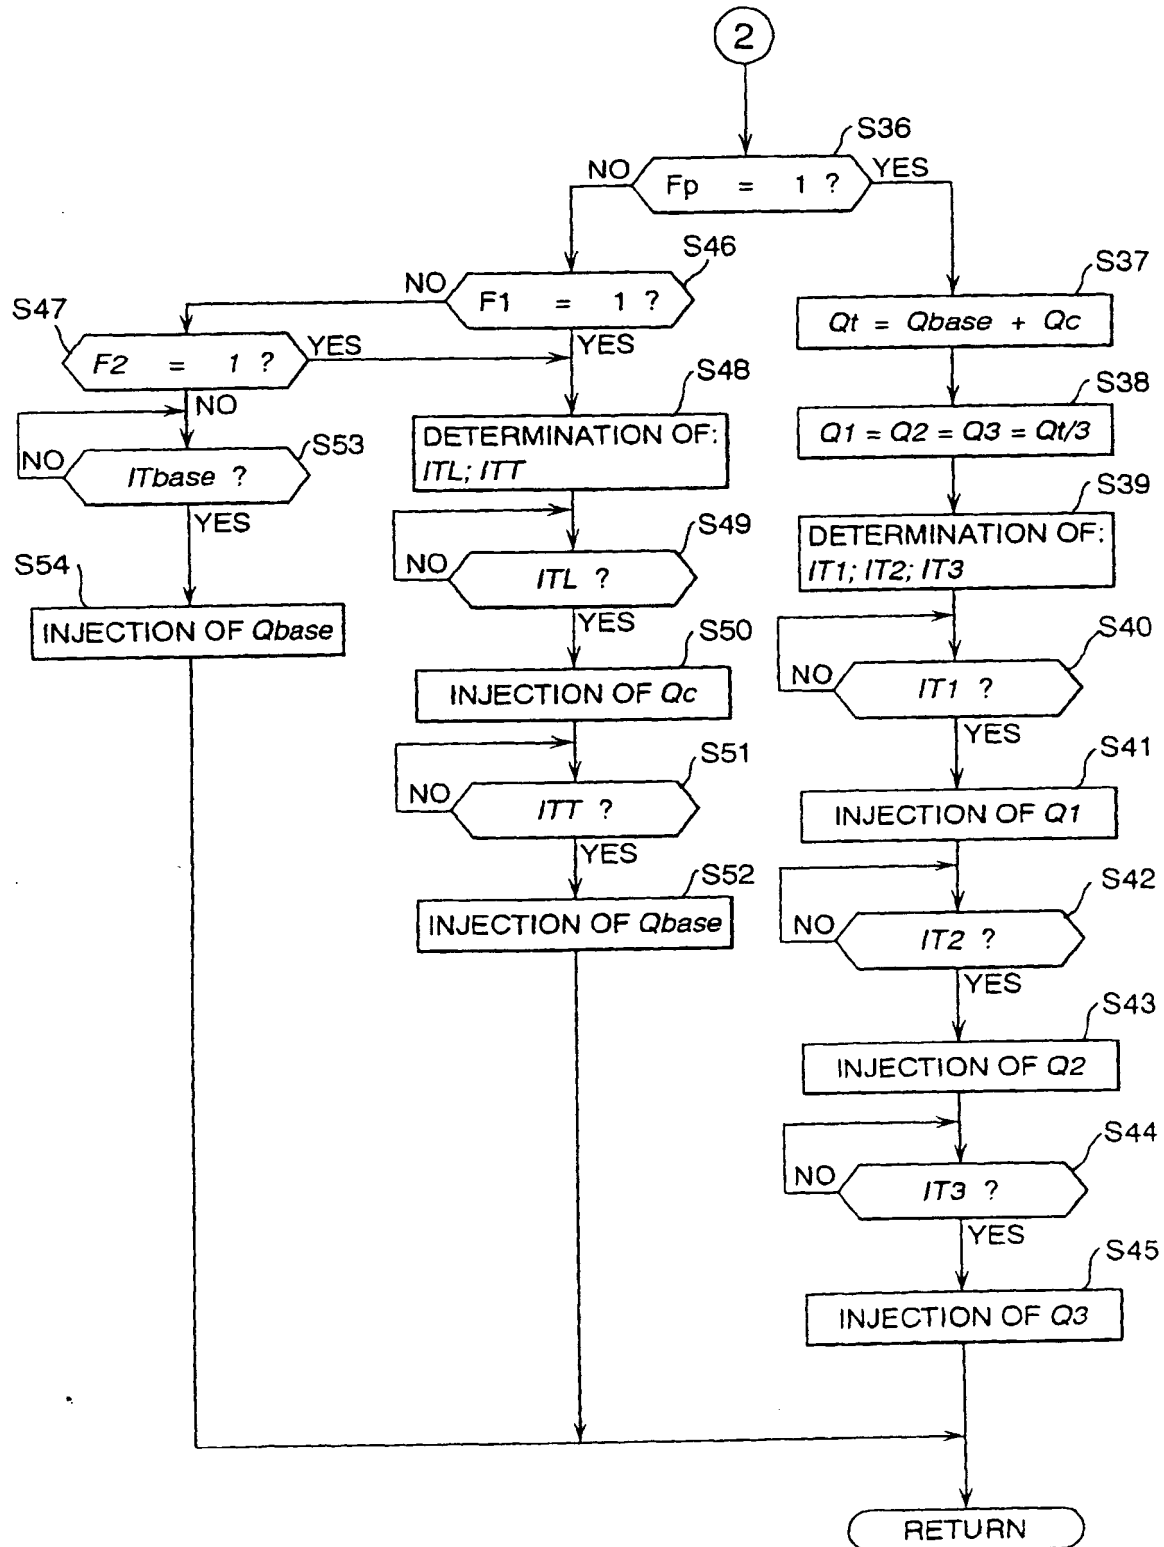 2
S36
NO
Fp = 1 ?
YES
S46
NO
F1 = 1 ?
YES
S37
Qt = Qbase + Qc
S47
F2 = 1 ?
YES
NO
S38
Q1 = Q2 = Q3 = Qt/3
S48
DETERMINATION OF:
ITL; ITT
S53
NO
ITbase ?
YES
S39
DETERMINATION OF:
IT1; IT2; IT3
S49
NO
ITL ?
YES
S54
INJECTION OF Qbase
S40
NO
IT1 ?
YES
S50
INJECTION OF Qc
S41
INJECTION OF Q1
S51
NO
ITT ?
YES
S42
NO
IT2 ?
YES
S52
INJECTION OF Qbase
S43
INJECTION OF Q2
S44
NO
IT3 ?
YES
S45
INJECTION OF Q3
RETURN